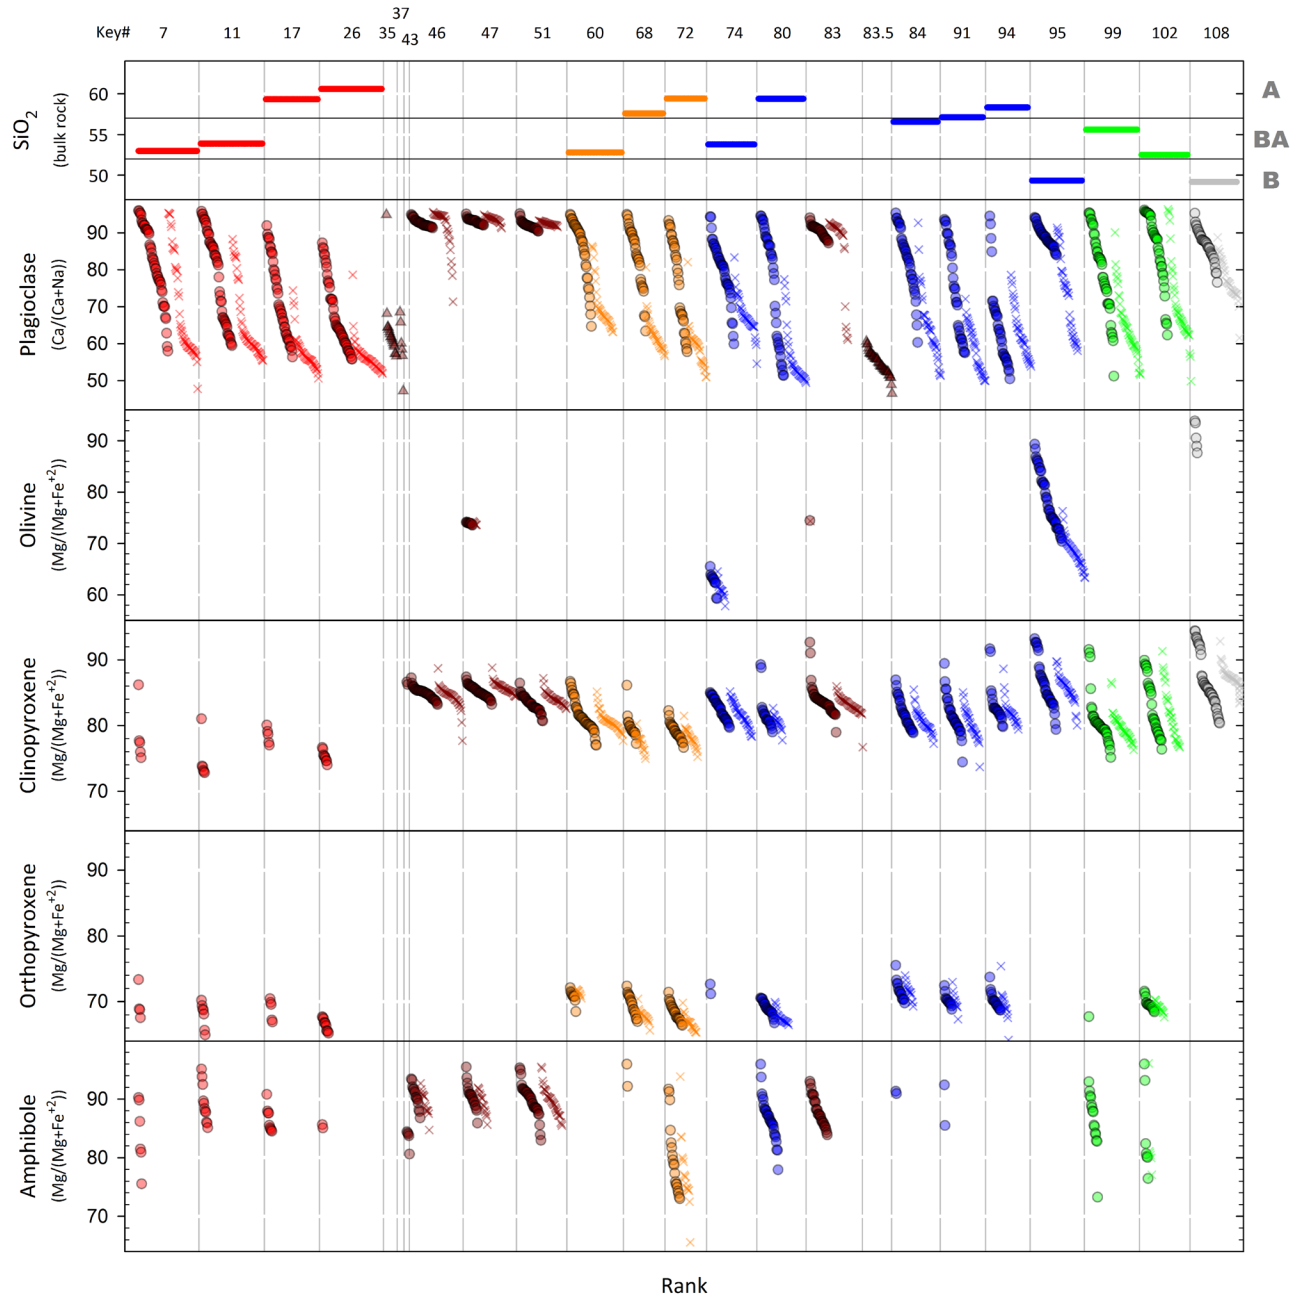 37
Key# 7 11 17 26 35 43 46 47 51 60 68 72 74 80 83 83.5 84 91 94 95 99 102 108
SiO2
(bulk rock)
60
55
50
A
BA
B
Plagioclase
(Ca/(Ca+Na))
90
80
70
60
50
Olivine
(Mg/(Mg+Fe+2))
90
80
70
60
Clinopyroxene
(Mg/(Mg+Fe+2))
90
80
70
Orthopyroxene
(Mg/(Mg+Fe+2))
90
80
70
Amphibole
(Mg/(Mg+Fe+2))
90
80
70
Rank